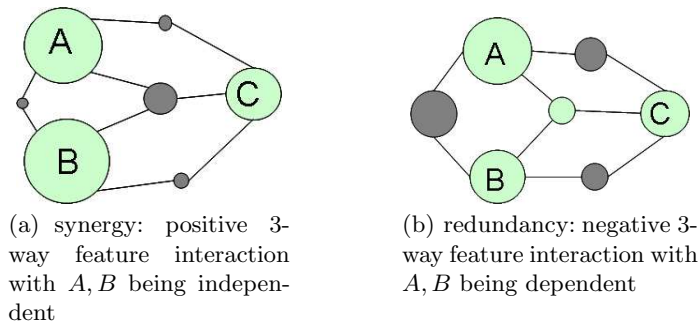 A
B
C
A
B
C
(a) synergy: positive 3-
way feature interaction
with A, B being indepen-
dent
(b) redundancy: negative 3-
way feature interaction with
A, B being dependent